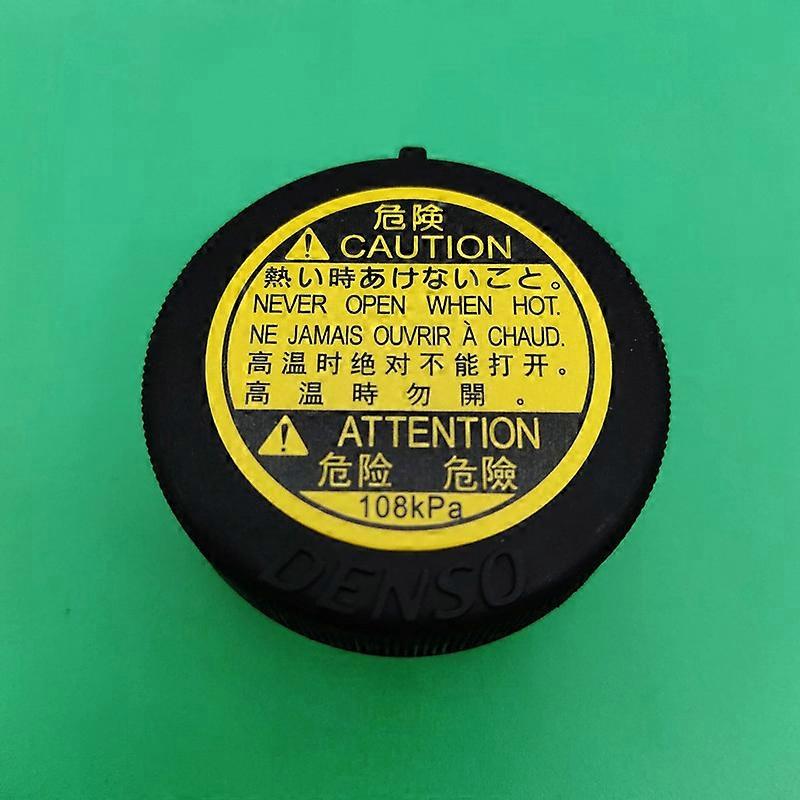 危険
CAUTION
熱い時あけないこと。
NEVER OPEN WHEN HOT.
NE JAMAIS OUVRIR À CHAUD.
高温时绝对不能打开。
高温時勿開。
ATTENTION
危险 危險
108kPa
DENSO